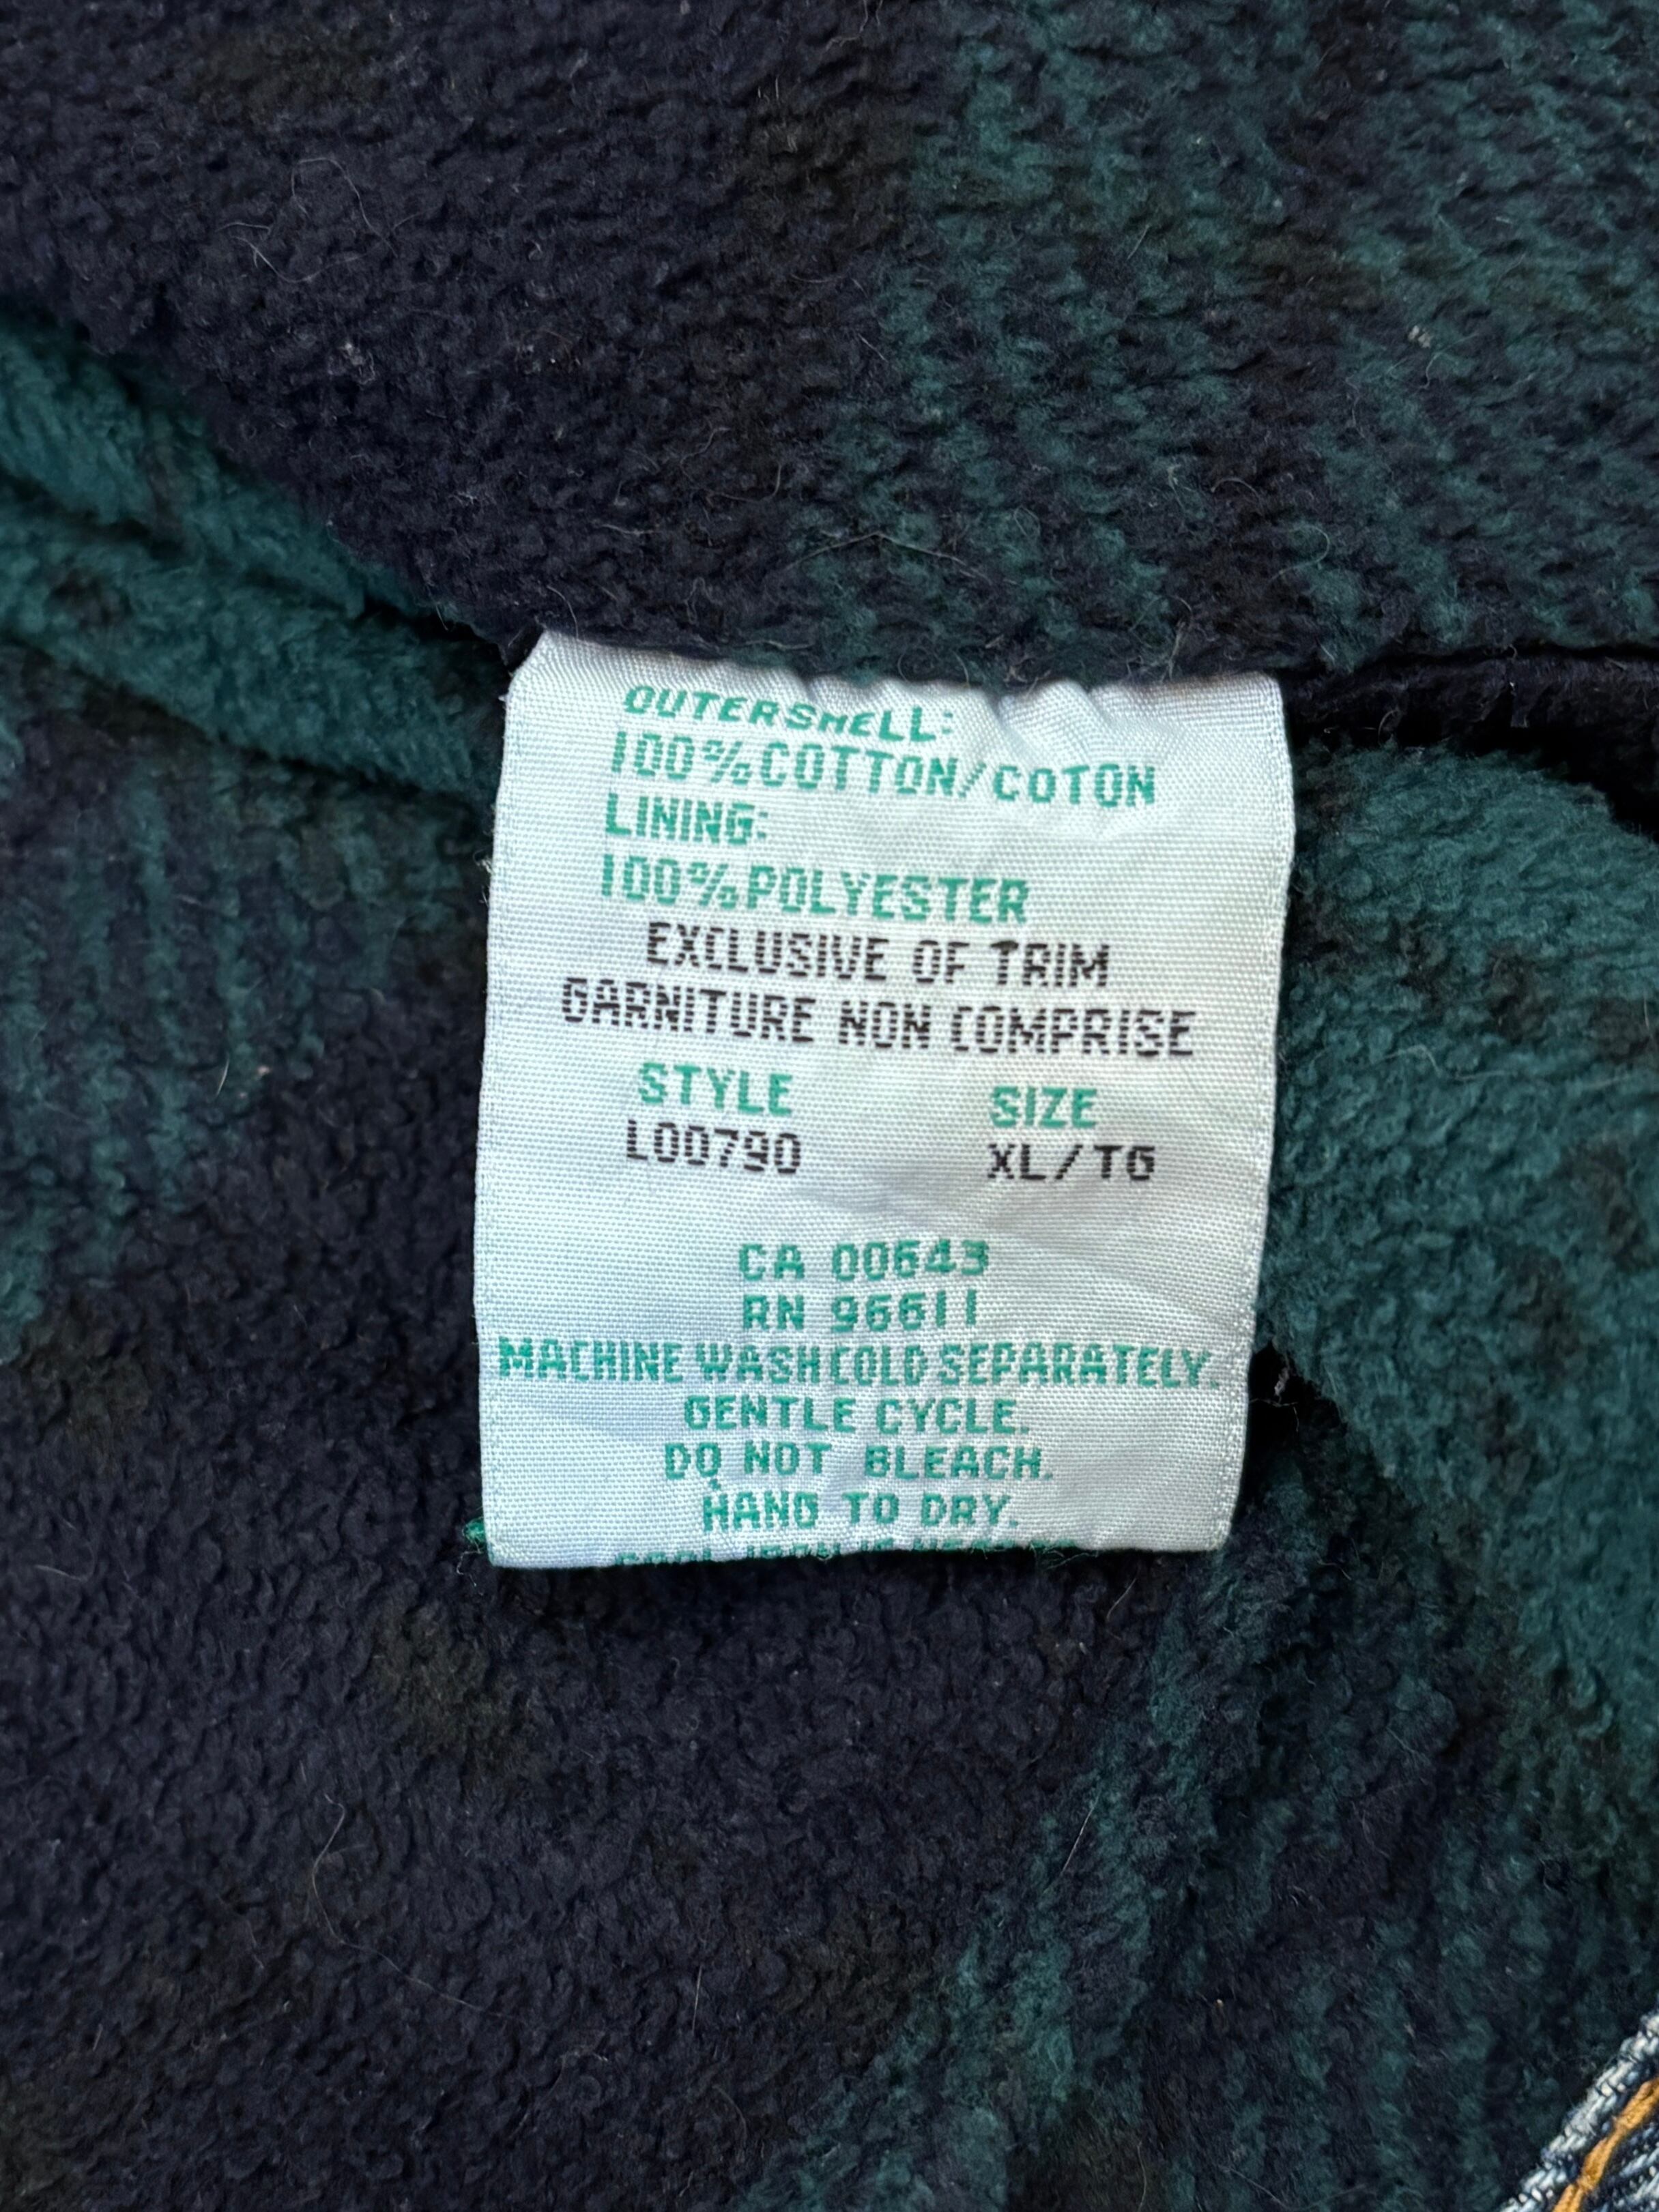 OUTERSHELL:
100%COTTON/COTON
LINING:
100%POLYESTER
EXCLUSIVE OF TRIM
GARNITURE NON COMPRISE
STYLE SIZE
L00790 XL/TG
CA 00643
RN 96611
MACHINE WASH COLD SEPARATELY.
GENTLE CYCLE.
DO NOT BLEACH.
HANG TO DRY.